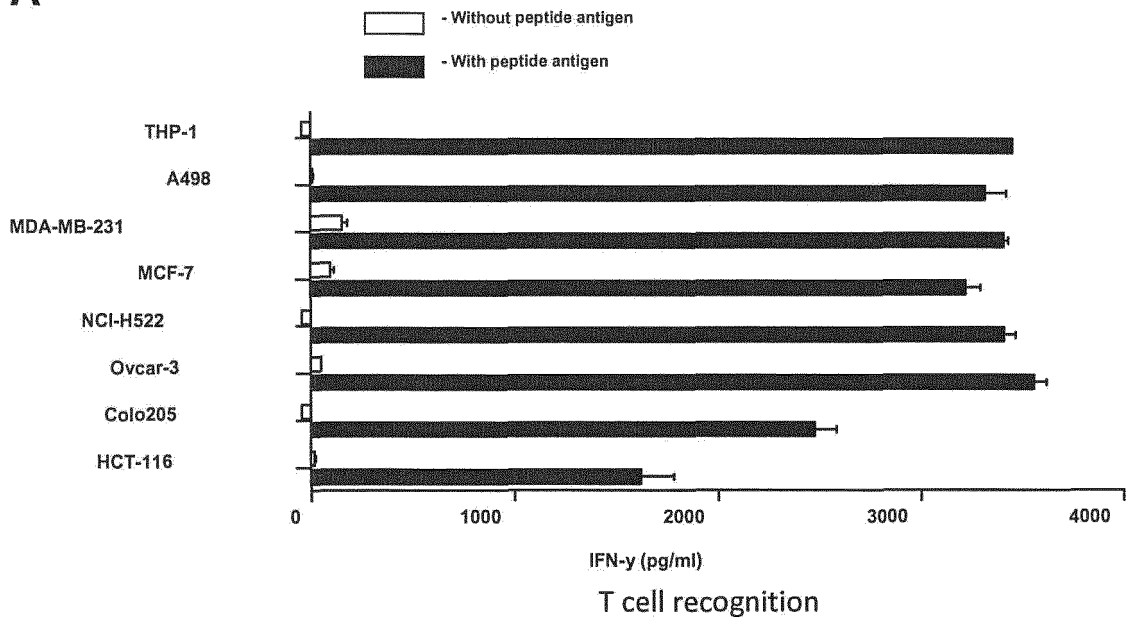 A
- Without peptide antigen
- With peptide antigen
THP-1
A498
MDA-MB-231
MCF-7
NCI-H522
Ovcar-3
Colo205
HCT-116
0 1000 2000 3000 4000
IFN-y (pg/ml)
T cell recognition